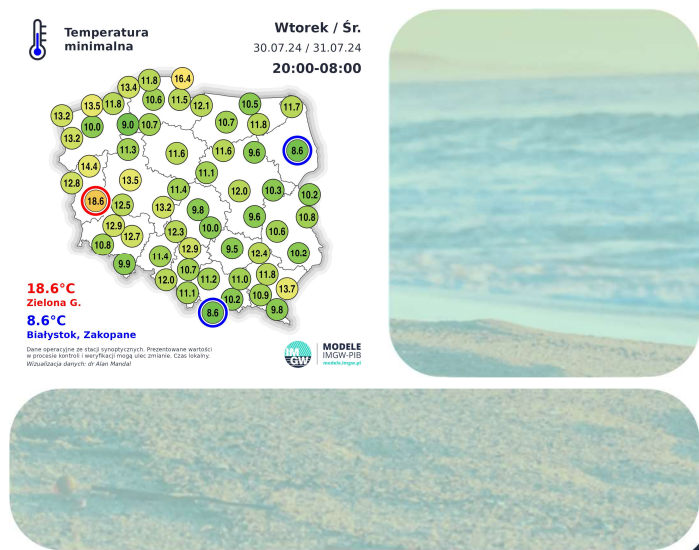 Temperatura
minimalna
Wtorek / Śr.
30.07.24 / 31.07.24
20:00-08:00
16.4
11.8
13.4
13.5 11.8 10.6 11.5 12.1 10.5 11.7
13.2
10.0 9.0 10.7 10.7 11.8
13.2
11.3 11.6 11.6 9.6 8.6
14.4
12.8 13.5 11.1
11.4 12.0 10.3 10.2
18.6 12.5 13.2 9.8 9.6 10.8
12.9 12.7 12.3 10.0 10.6
10.8 12.9 9.5 12.4 10.2
9.9 11.4 10.7 11.8
12.0 11.2 11.0 13.7
11.1 10.2 10.9
8.6 9.8
18.6°C
Zielona G.
8.6°C
Białystok, Zakopane
Dane operacyjne ze stacji synoptycznych. Prezentowane wartości
w procesie kontroli i weryfikacji mogą ulec zmianie. Czas lokalny.
Wizualizacja danych: dr Alan Mandal
IM
GW
MODELE
IMGW-PIB
modele.imgw.pl